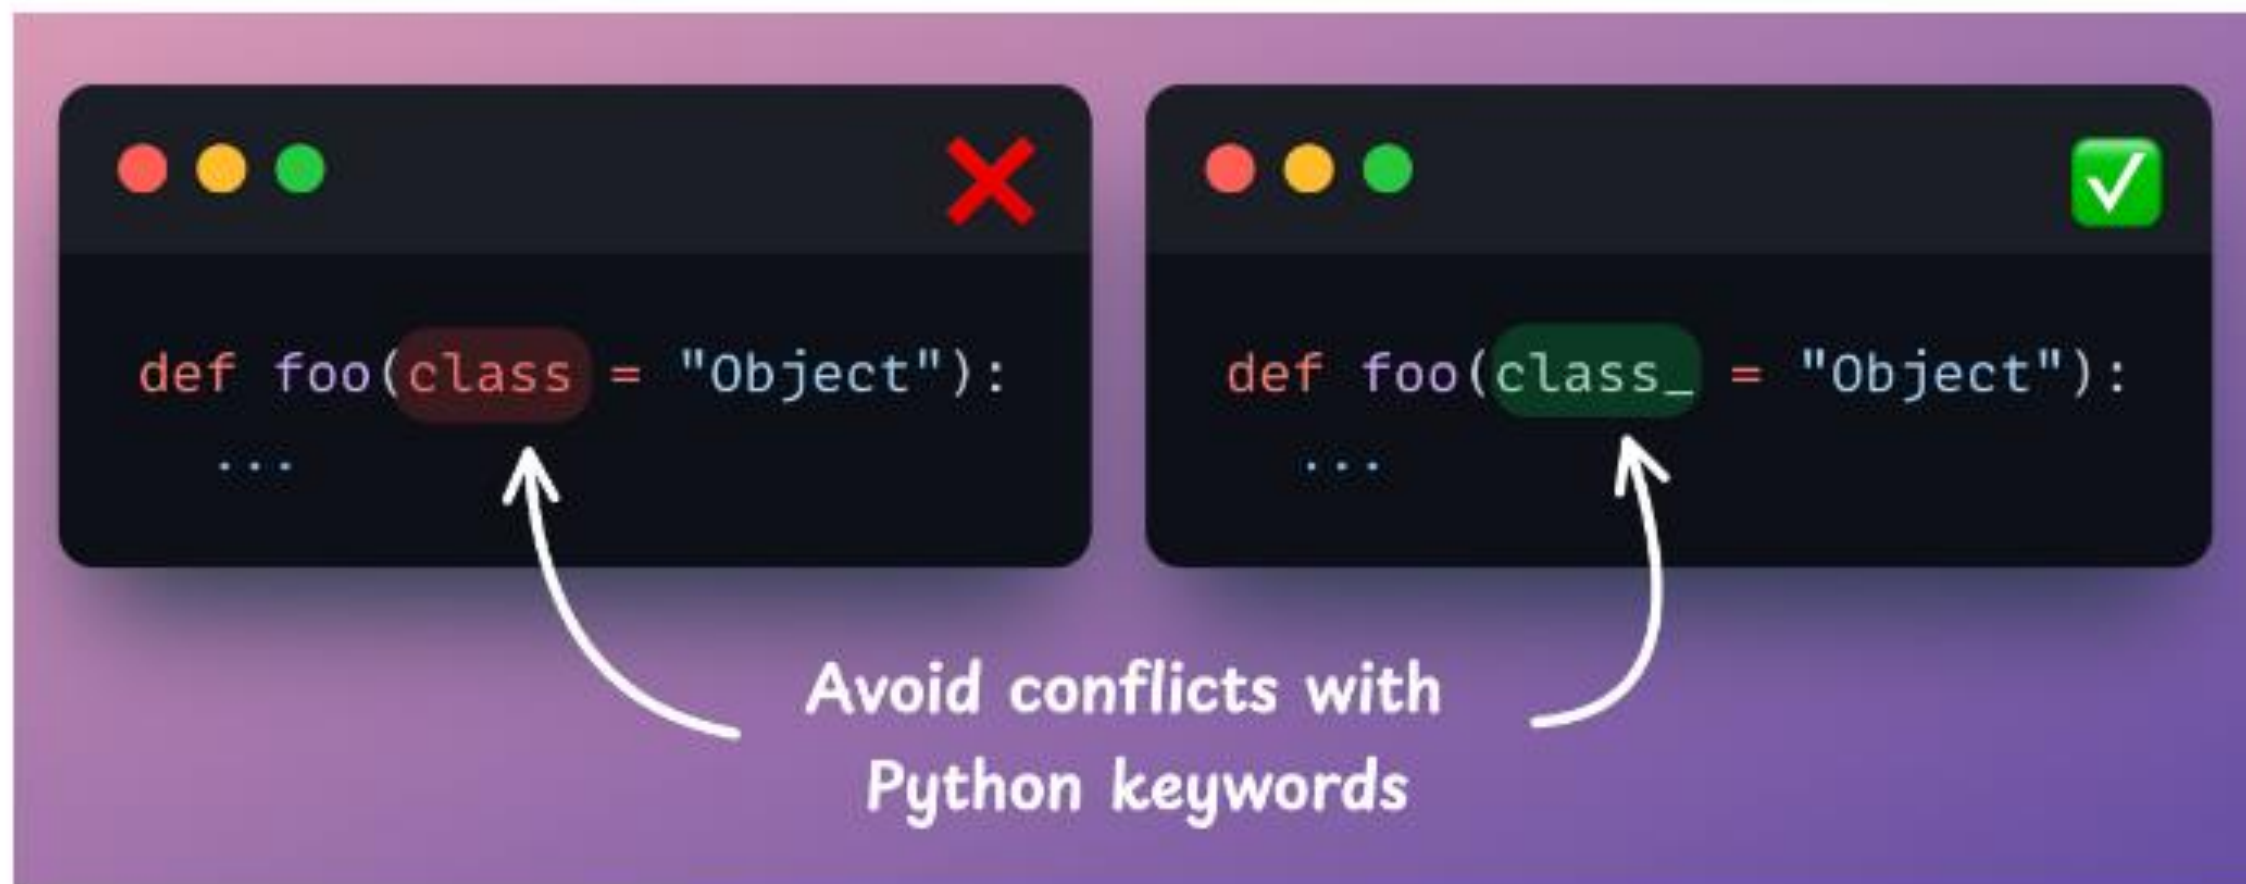 def foo(class = "Object"):
...
def foo(class_ = "Object"):
...
Avoid conflicts with
Python keywords